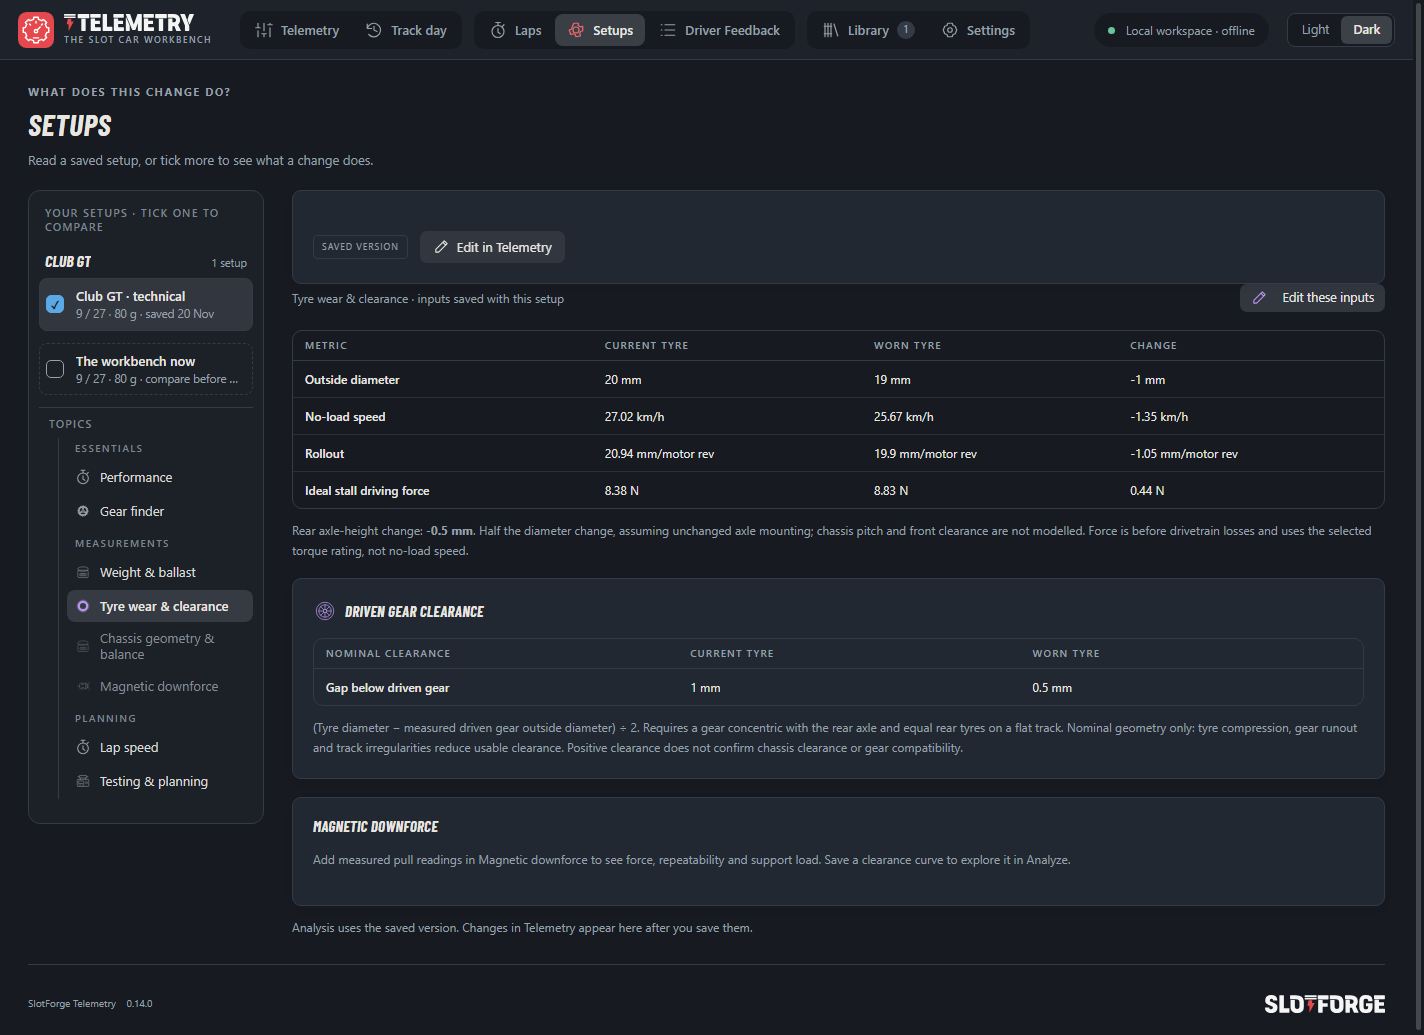 TELEMETRY
THE SLOT CAR WORKBENCH
Telemetry
Track day
Laps
Setups
Driver Feedback
Library 1
Settings
Local workspace · offline
Light
Dark
WHAT DOES THIS CHANGE DO?
SETUPS
Read a saved setup, or tick more to see what a change does.
YOUR SETUPS · TICK ONE TO
COMPARE
CLUB GT 1 setup
Club GT · technical
9 / 27 · 80 g · saved 20 Nov
The workbench now
9 / 27 · 80 g · compare before ...
TOPICS
ESSENTIALS
Performance
Gear finder
MEASUREMENTS
Weight & ballast
Tyre wear & clearance
Chassis geometry &
balance
Magnetic downforce
PLANNING
Lap speed
Testing & planning
SAVED VERSION
Edit in Telemetry
Tyre wear & clearance · inputs saved with this setup
Edit these inputs
METRIC CURRENT TYRE WORN TYRE CHANGE
Outside diameter 20 mm 19 mm -1 mm
No-load speed 27.02 km/h 25.67 km/h -1.35 km/h
Rollout 20.94 mm/motor rev 19.9 mm/motor rev -1.05 mm/motor rev
Ideal stall driving force 8.38 N 8.83 N 0.44 N
Rear axle-height change: -0.5 mm. Half the diameter change, assuming unchanged axle mounting; chassis pitch and front clearance are not modelled. Force is before drivetrain losses and uses the selected
torque rating, not no-load speed.
DRIVEN GEAR CLEARANCE
NOMINAL CLEARANCE CURRENT TYRE WORN TYRE
Gap below driven gear 1 mm 0.5 mm
(Tyre diameter − measured driven gear outside diameter) ÷ 2. Requires a gear concentric with the rear axle and equal rear tyres on a flat track. Nominal geometry only: tyre compression, gear runout
and track irregularities reduce usable clearance. Positive clearance does not confirm chassis clearance or gear compatibility.
MAGNETIC DOWNFORCE
Add measured pull readings in Magnetic downforce to see force, repeatability and support load. Save a clearance curve to explore it in Analyze.
Analysis uses the saved version. Changes in Telemetry appear here after you save them.
SlotForge Telemetry 0.14.0
SLOTFORGE